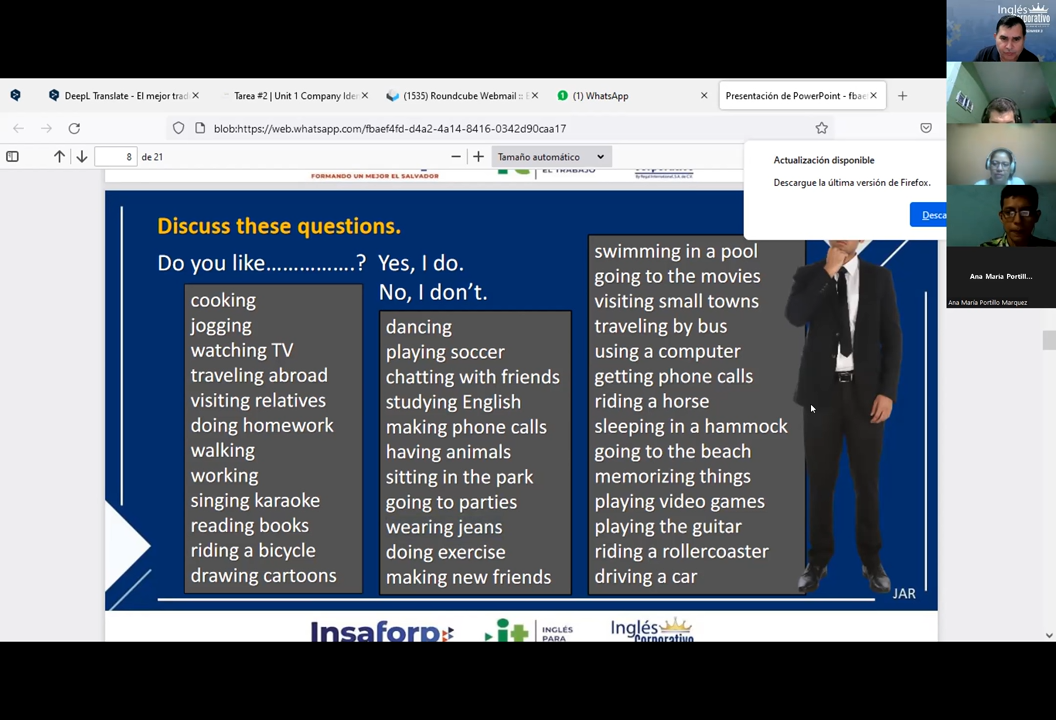 Inglés
Corporativo
DeepL Translate - El mejor trad
Tarea #2 | Unit 1 Company Ide
(1535) Roundcube Webmail :: E
(1) WhatsApp
Presentación de PowerPoint - fbae
blob:https://web.whatsapp.com/fbaef4fd-d4a2-4a14-8416-0342d90caa17
8 de 21
Tamaño automático
Actualización disponible
Descargue la última versión de Firefox.
Desca
FORMANDO UN MEJOR EL SALVADOR
EL TRABAJO
Discuss these questions.
Do you like................? Yes, I do.
No, I don't.
cooking
jogging
watching TV
traveling abroad
visiting relatives
doing homework
walking
working
singing karaoke
reading books
riding a bicycle
drawing cartoons
dancing
playing soccer
chatting with friends
studying English
making phone calls
having animals
sitting in the park
going to parties
wearing jeans
doing exercise
making new friends
swimming in a pool
going to the movies
visiting small towns
traveling by bus
using a computer
getting phone calls
riding a horse
sleeping in a hammock
going to the beach
memorizing things
playing video games
playing the guitar
riding a rollercoaster
driving a car
JAR
Insaforp
it
INGLÉS
PARA
Inglés
Corporativo
Ana Maria Portill...
Ana María Portillo Marquez